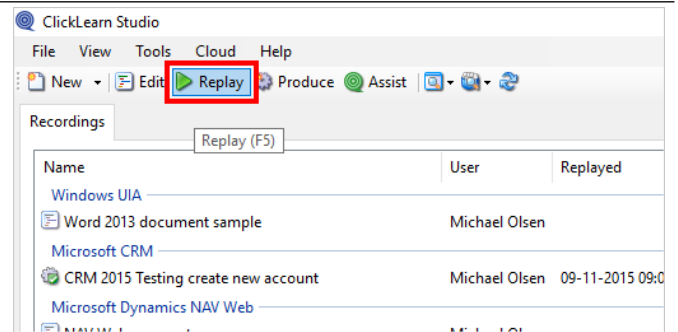 ClickLearn Studio
File View Tools Cloud Help
New Edit Replay Produce Assist
Recordings
Replay (F5)
Name User Replayed
Windows UIA
Word 2013 document sample Michael Olsen
Microsoft CRM
CRM 2015 Testing create new account Michael Olsen 09-11-2015 09:0
Microsoft Dynamics NAV Web